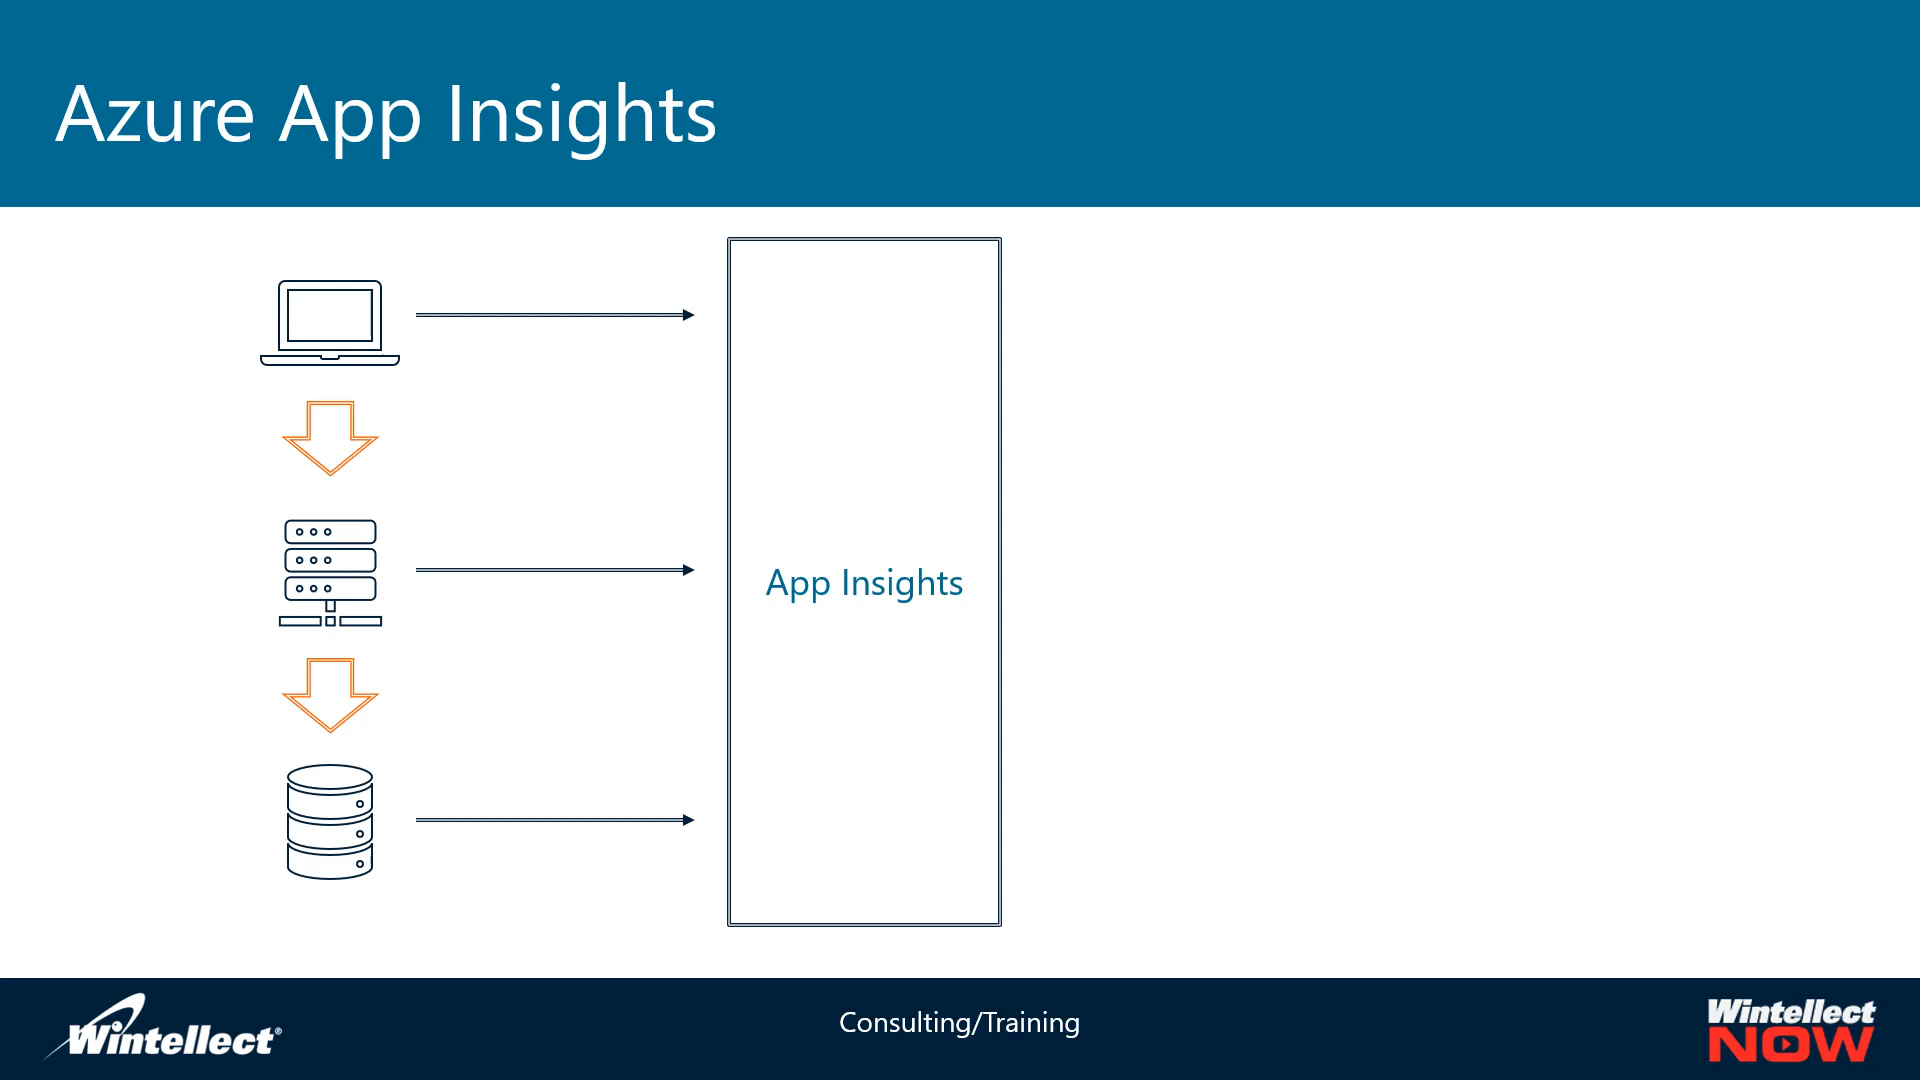 Azure App Insights
App Insights
Wintellect®
Consulting/Training
Wintellect
NOW